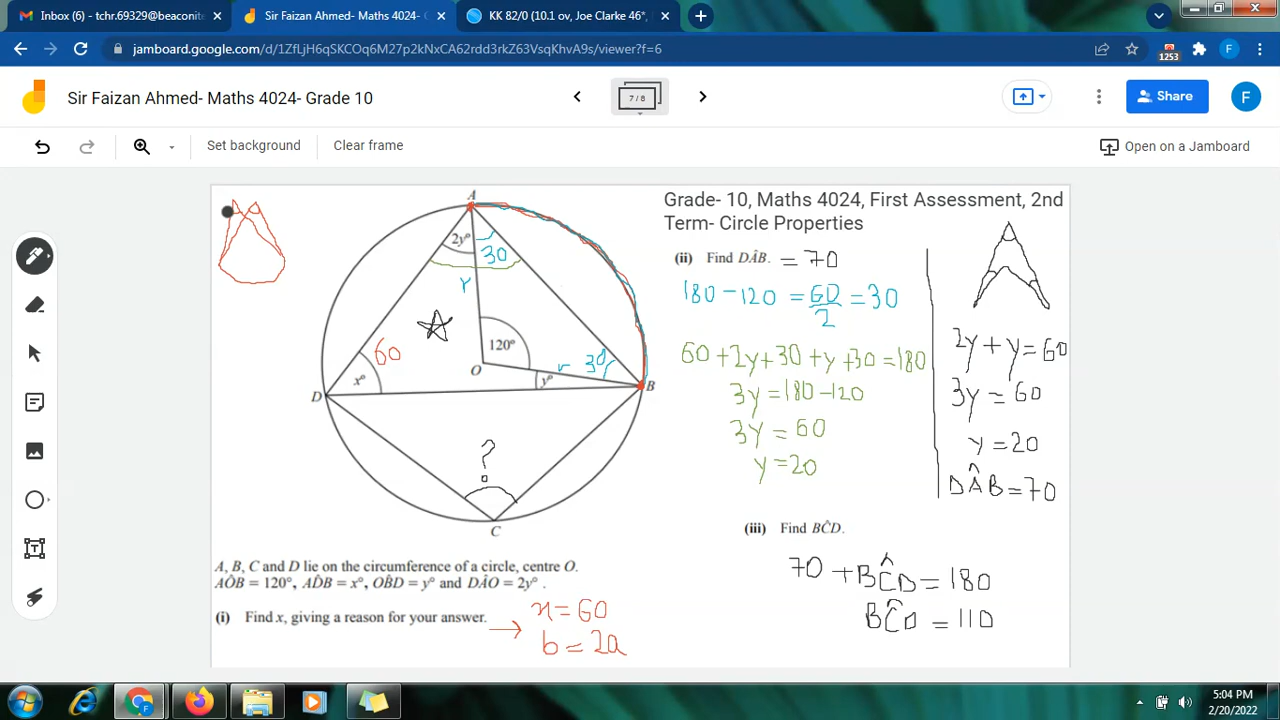 Inbox (6) - tchr.69329@beaconite
Sir Faizan Ahmed- Maths 4024- G
KK 82/0 (10.1 ov, Joe Clarke 46*,
jamboard.google.com/d/1ZfLjH6qSKCOq6M27p2kNxCA62rdd3rkZ63VsqKhvA9s/viewer?f=6
1253
F
Sir Faizan Ahmed- Maths 4024- Grade 10
7 / 8
Share
F
Set background
Clear frame
Open on a Jamboard
Grade- 10, Maths 4024, First Assessment, 2nd
Term- Circle Properties
A
2y°
30
r
120°
O
60
x°
y°
r
30
D
B
?
C
(ii) Find DÂB. = 70
180 - 120 = 60/2 = 30
60 + 2y + 30 + y + 30 = 180
3y = 180 - 120
3y = 60
y = 20
2y + y = 60
3y = 60
y = 20
DÂB = 70
(iii) Find BĈD.
70 + BĈD = 180
BĈD = 110
A, B, C and D lie on the circumference of a circle, centre O.
AÔB = 120°, AD̂B = x°, OB̂D = y° and DÂO = 2y°.
(i) Find x, giving a reason for your answer.
→ x = 60
b = 2a
5:04 PM
2/20/2022